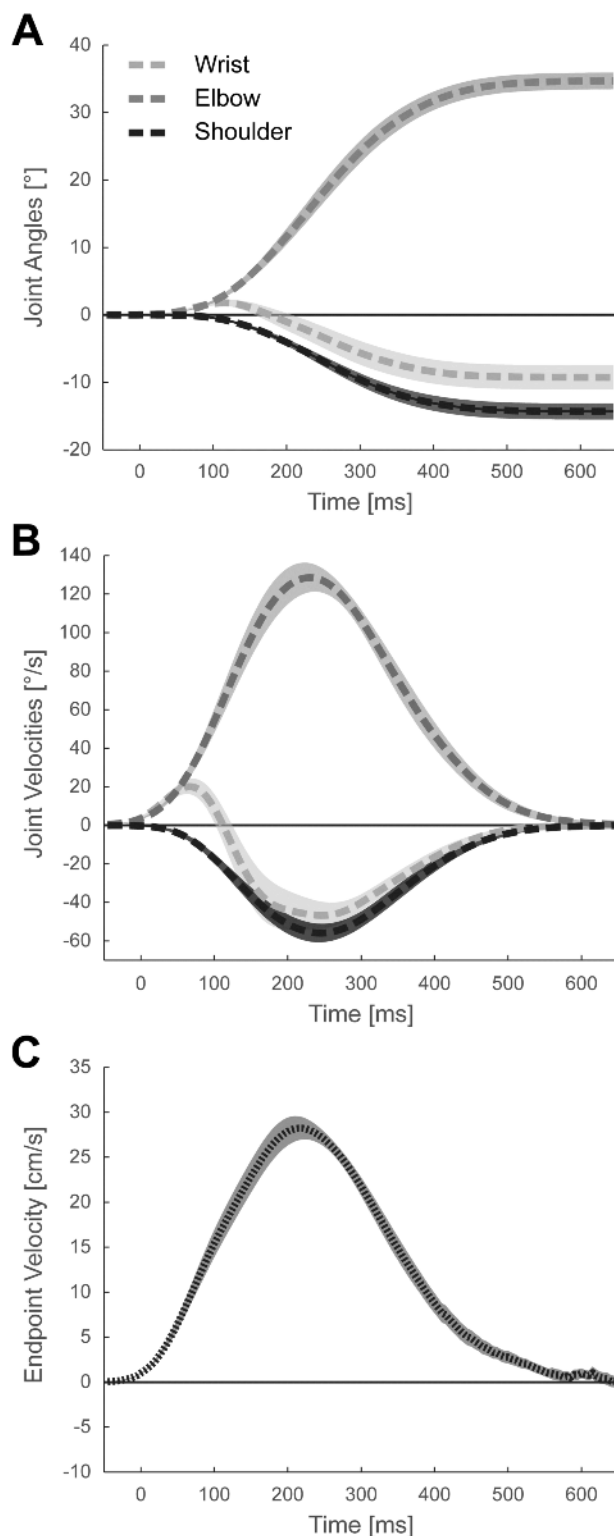 A
40
30
20
10
0
-10
-20
Joint Angles [°]
Wrist
Elbow
Shoulder
0 100 200 300 400 500 600
Time [ms]
B
140
120
100
80
60
40
20
0
-20
-40
-60
Joint Velocities [°/s]
0 100 200 300 400 500 600
Time [ms]
C
35
30
25
20
15
10
5
0
-5
-10
Endpoint Velocity [cm/s]
0 100 200 300 400 500 600
Time [ms]